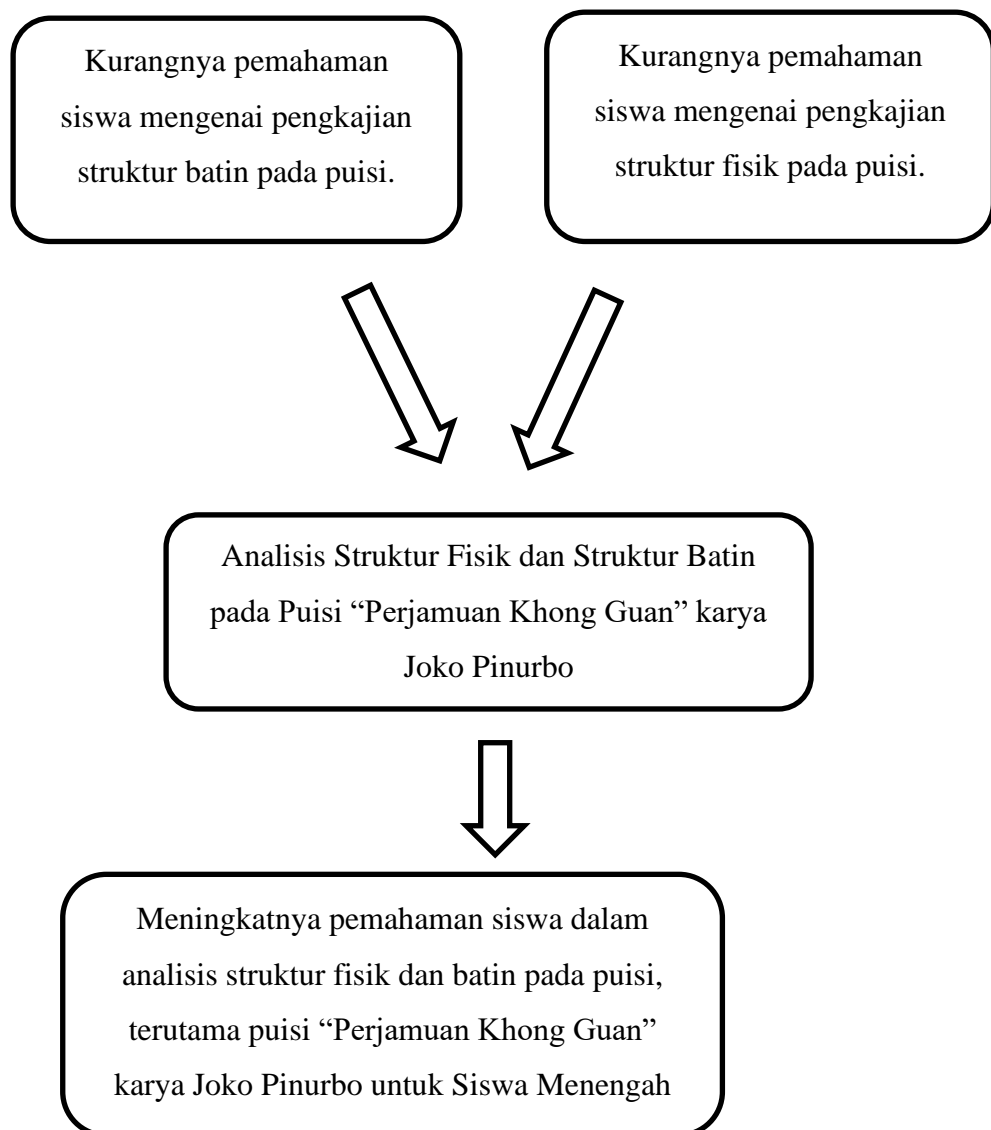 Kurangnya pemahaman
siswa mengenai pengkajian
struktur batin pada puisi.
Kurangnya pemahaman
siswa mengenai pengkajian
struktur fisik pada puisi.
Analisis Struktur Fisik dan Struktur Batin
pada Puisi “Perjamuan Khong Guan” karya
Joko Pinurbo
Meningkatnya pemahaman siswa dalam
analisis struktur fisik dan batin pada puisi,
terutama puisi “Perjamuan Khong Guan”
karya Joko Pinurbo untuk Siswa Menengah